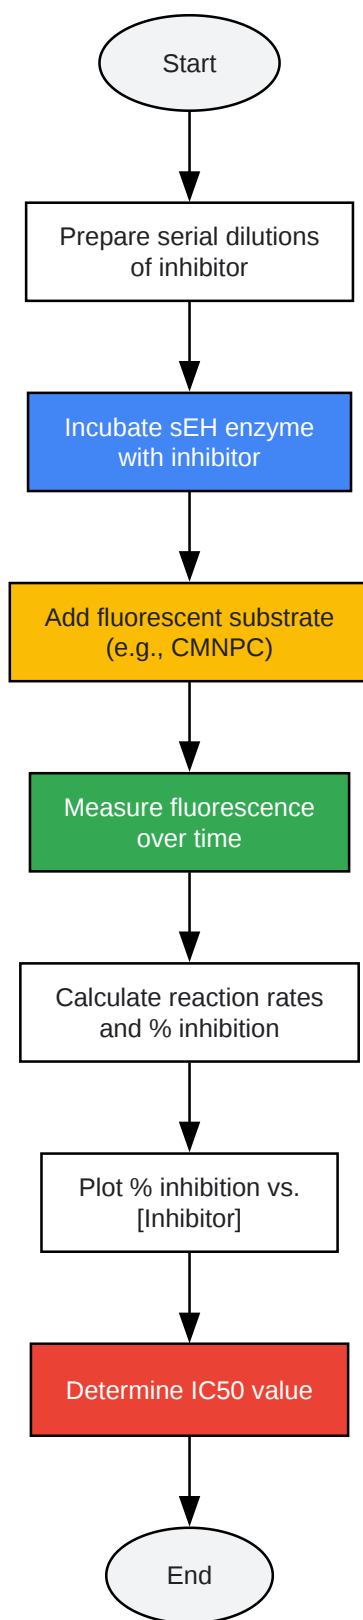 Start
Prepare serial dilutions
of inhibitor
Incubate sEH enzyme
with inhibitor
Add fluorescent substrate
(e.g., CMNPC)
Measure fluorescence
over time
Calculate reaction rates
and % inhibition
Plot % inhibition vs.
[Inhibitor]
Determine IC50 value
End